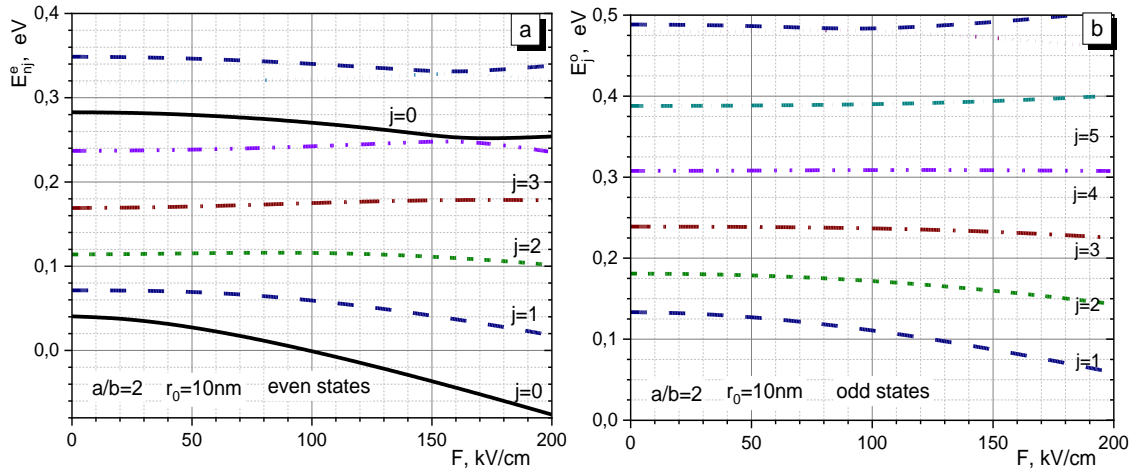 a
E_nj^e, eV
0,4
0,3
0,2
0,1
0,0
j=0
j=3
j=2
j=1
j=0
a/b=2 r_0=10nm even states
0 50 100 150 200
F, kV/cm
b
E_j^o, eV
0,5
0,4
0,3
0,2
0,1
0,0
j=5
j=4
j=3
j=2
j=1
a/b=2 r_0=10nm odd states
0 50 100 150 200
F, kV/cm